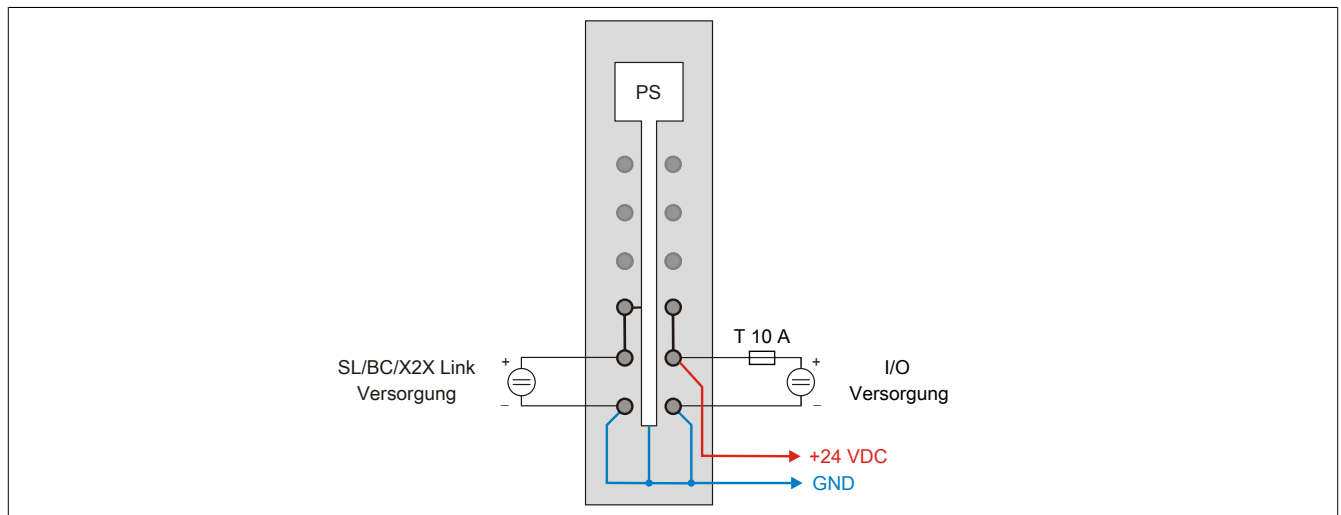 PS
T 10 A
SL/BC/X2X Link
Versorgung
+
–
+
–
I/O
Versorgung
+24 VDC
GND